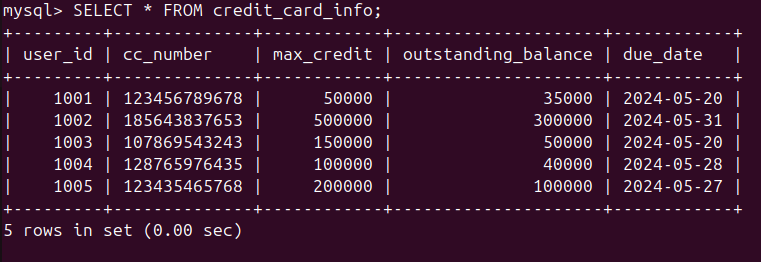 mysql> SELECT * FROM credit_card_info;
+---------+--------------+------------+---------------------+------------+
| user_id | cc_number    | max_credit | outstanding_balance | due_date   |
+---------+--------------+------------+---------------------+------------+
|    1001 | 123456789678 |      50000 |               35000 | 2024-05-20 |
|    1002 | 185643837653 |     500000 |              300000 | 2024-05-31 |
|    1003 | 107869543243 |     150000 |               50000 | 2024-05-20 |
|    1004 | 128765976435 |     100000 |               40000 | 2024-05-28 |
|    1005 | 123435465768 |     200000 |              100000 | 2024-05-27 |
+---------+--------------+------------+---------------------+------------+
5 rows in set (0.00 sec)